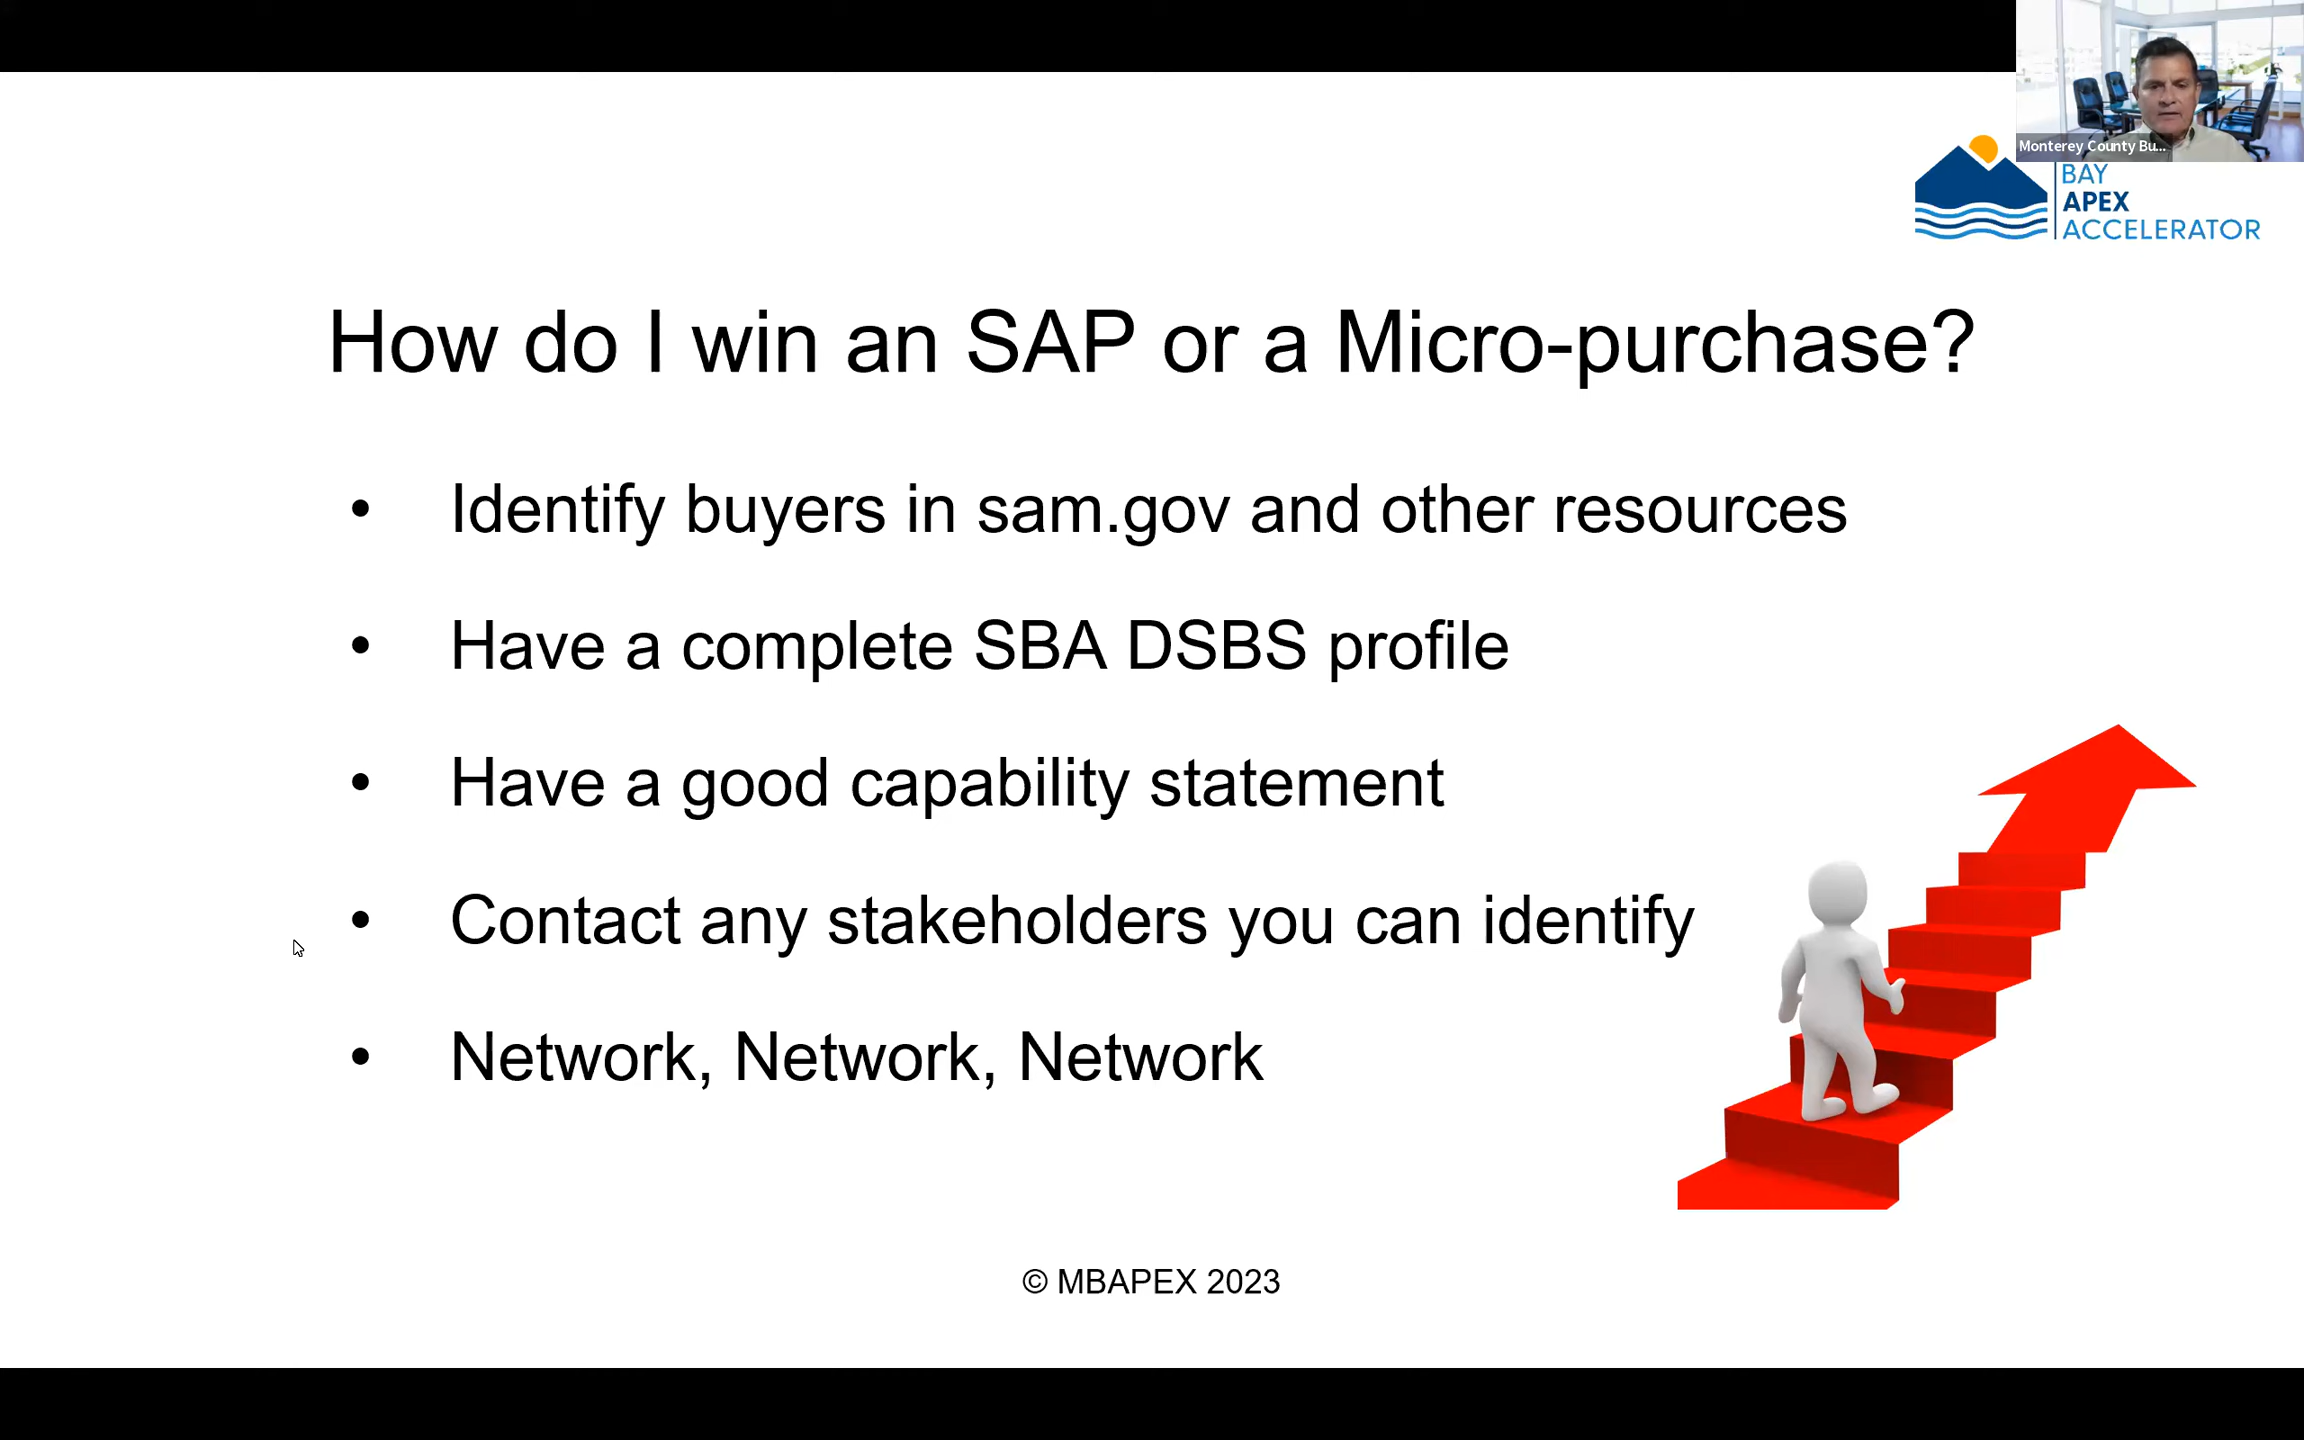 Monterey County Bu...
BAY
APEX
ACCELERATOR
How do I win an SAP or a Micro-purchase?
• Identify buyers in sam.gov and other resources
• Have a complete SBA DSBS profile
• Have a good capability statement
• Contact any stakeholders you can identify
• Network, Network, Network
© MBAPEX 2023